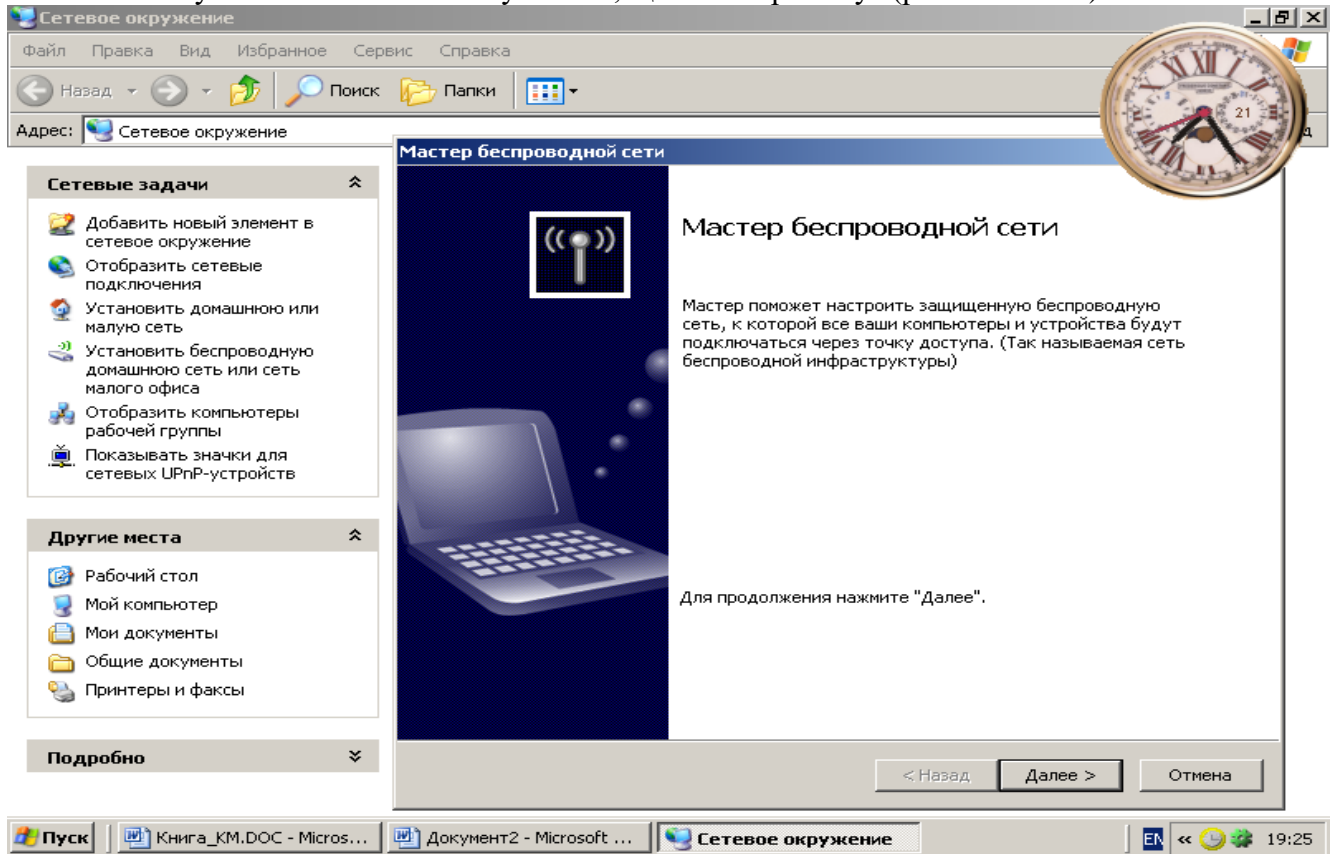 Сетевое окружение
Файл Правка Вид Избранное Сервис Справка
Назад Поиск Папки
Адрес: Сетевое окружение
21
Мастер беспроводной сети
Сетевые задачи
Добавить новый элемент в
сетевое окружение
Отобразить сетевые
подключения
Установить домашнюю или
малую сеть
Установить беспроводную
домашнюю сеть или сеть
малого офиса
Отобразить компьютеры
рабочей группы
Показывать значки для
сетевых UPnP-устройств
Другие места
Рабочий стол
Мой компьютер
Мои документы
Общие документы
Принтеры и факсы
Подробно
Мастер беспроводной сети
Мастер поможет настроить защищенную беспроводную
сеть, к которой все ваши компьютеры и устройства будут
подключаться через точку доступа. (Так называемая сеть
беспроводной инфраструктуры)
Для продолжения нажмите "Далее".
< Назад Далее > Отмена
Пуск Книга_КМ.DOC - Micros... Документ2 - Microsoft ... Сетевое окружение EN « 19:25